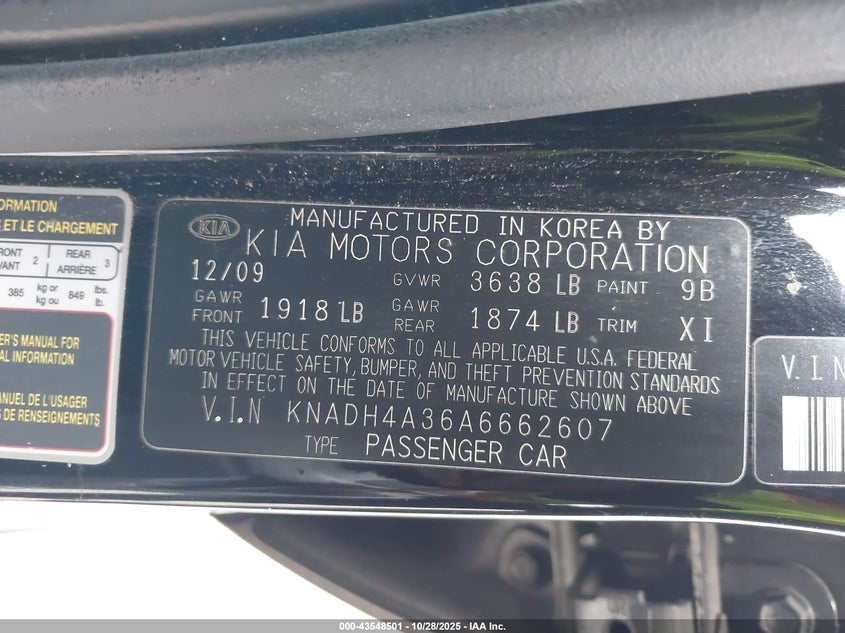 ORMATION
ET LE CHARGEMENT
FRONT 2 REAR 3
VANT ARRIÈRE
385 kg or 849 lbs.
kg ou lb.
ER'S MANUAL FOR
AL INFORMATION
ANUEL DE L'USAGER
S DE RENSEIGNEMENTS
KIA
MANUFACTURED IN KOREA BY
KIA MOTORS CORPORATION
12/09 GVWR 3638 LB PAINT 9B
GAWR FRONT 1918 LB GAWR REAR 1874 LB TRIM XI
THIS VEHICLE CONFORMS TO ALL APPLICABLE U.S.A. FEDERAL
MOTOR VEHICLE SAFETY, BUMPER, AND THEFT PREVENTION STANDARDS
IN EFFECT ON THE DATE OF MANUFACTURE SHOWN ABOVE
V.I.N KNADH4A36A6662607
TYPE PASSENGER CAR
V.I.N
000-43548501 - 10/28/2025 - IAA Inc.